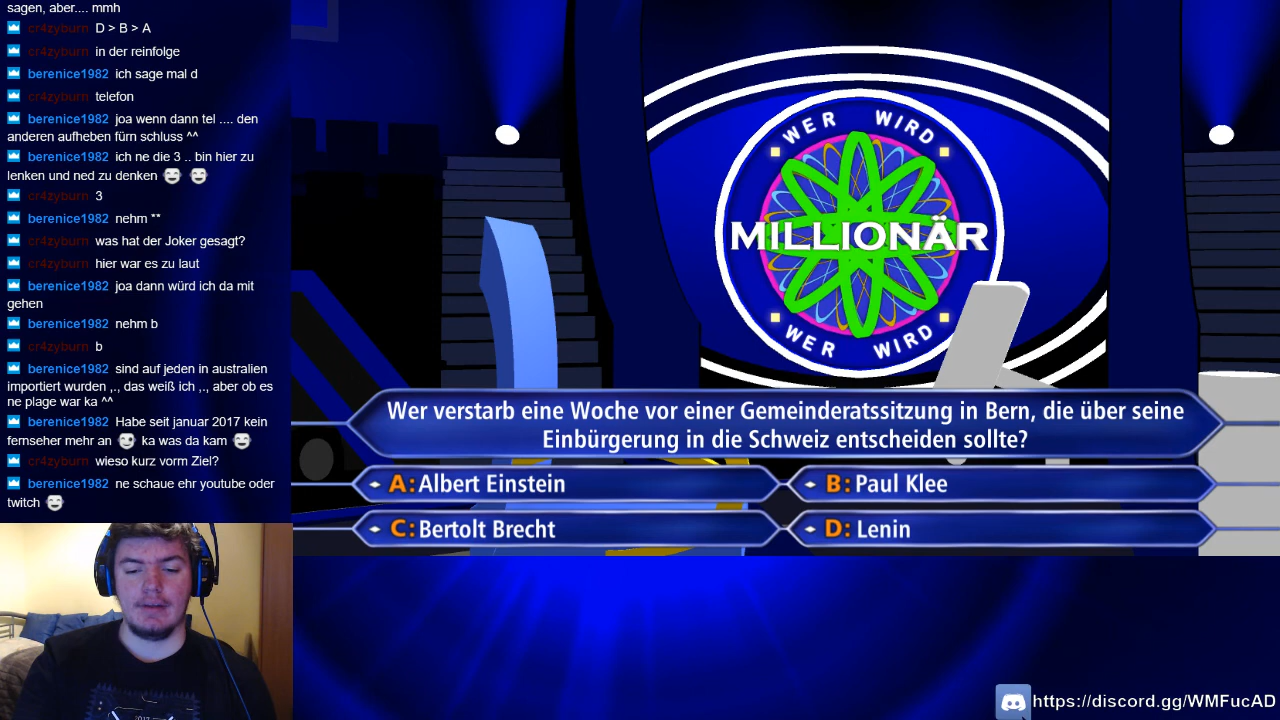 sagen, aber.... mmh
cr4zyburn D > B > A
cr4zyburn in der reinfolge
berenice1982 ich sage mal d
cr4zyburn telefon
berenice1982 joa wenn dann tel .... den
anderen aufheben fürn schluss ^^
berenice1982 ich ne die 3 .. bin hier zu
lenken und ned zu denken
cr4zyburn 3
berenice1982 nehm **
cr4zyburn was hat der Joker gesagt?
cr4zyburn hier war es zu laut
berenice1982 joa dann würd ich da mit
gehen
berenice1982 nehm b
cr4zyburn b
berenice1982 sind auf jeden in australien
importiert wurden ,., das weiß ich ,., aber ob es
ne plage war ka ^^
berenice1982 Habe seit januar 2017 kein
fernseher mehr an ka was da kam
cr4zyburn wieso kurz vorm Ziel?
berenice1982 ne schaue ehr youtube oder
twitch
WER WIRD
MILLIONÄR
WER WIRD
Wer verstarb eine Woche vor einer Gemeinderatssitzung in Bern, die über seine
Einbürgerung in die Schweiz entscheiden sollte?
A: Albert Einstein
B: Paul Klee
C: Bertolt Brecht
D: Lenin
https://discord.gg/WMFucAD